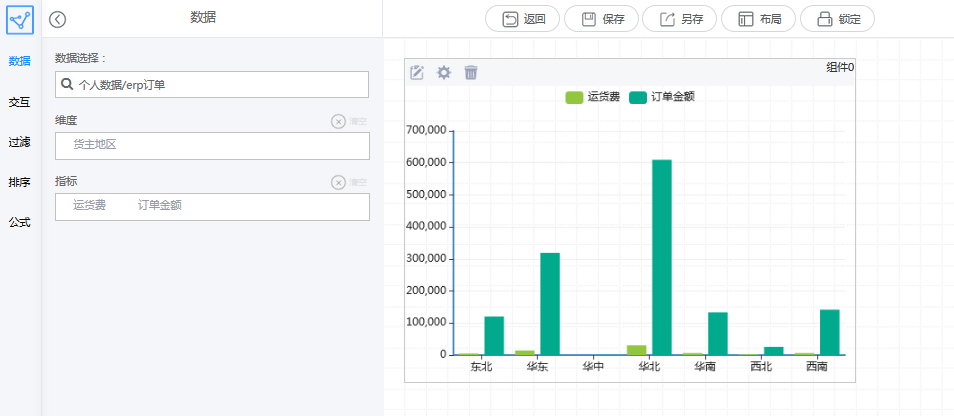 数据
返回
保存
另存
布局
锁定
数据
交互
过滤
排序
公式
数据选择：
个人数据/erp订单
维度
清空
货主地区
指标
清空
运货费 订单金额
组件0
运货费 订单金额
700,000
600,000
500,000
400,000
300,000
200,000
100,000
0
东北 华东 华中 华北 华南 西北 西南